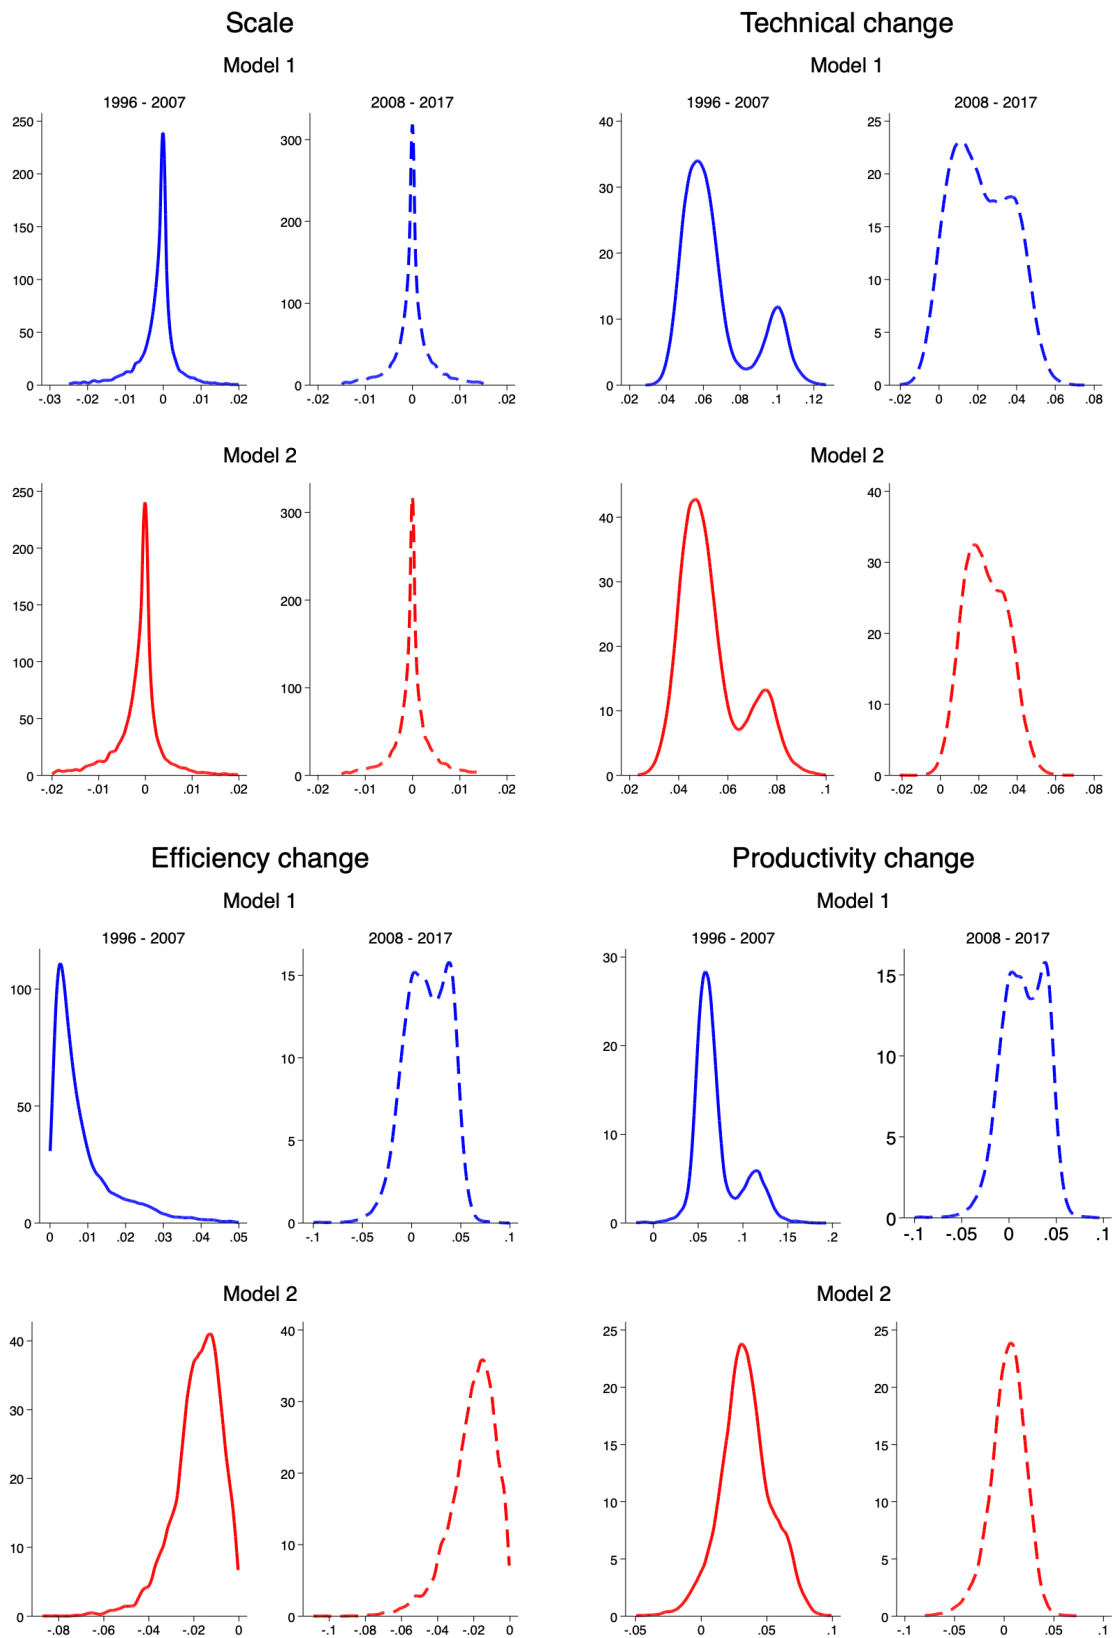 Scale
Technical change
Model 1
Model 1
1996 - 2007
2008 - 2017
1996 - 2007
2008 - 2017
250
200
150
100
50
0
-.03 -.02 -.01 0 .01 .02
300
200
100
0
-.02 -.01 0 .01 .02
40
30
20
10
0
.02 .04 .06 .08 .1 .12
25
20
15
10
5
0
-.02 0 .02 .04 .06 .08
Model 2
Model 2
250
200
150
100
50
0
-.02 -.01 0 .01 .02
300
200
100
0
-.02 -.01 0 .01 .02
40
30
20
10
0
.02 .04 .06 .08 .1
40
30
20
10
0
-.02 0 .02 .04 .06 .08
Efficiency change
Productivity change
Model 1
Model 1
1996 - 2007
2008 - 2017
1996 - 2007
2008 - 2017
100
50
0
0 .01 .02 .03 .04 .05
15
10
5
0
-.1 -.05 0 .05 .1
30
20
10
0
0 .05 .1 .15 .2
15
10
5
0
-.1 -.05 0 .05 .1
Model 2
Model 2
40
30
20
10
0
-.08 -.06 -.04 -.02 0
40
30
20
10
0
-.1 -.08 -.06 -.04 -.02 0
25
20
15
10
5
0
-.05 0 .05 .1
25
20
15
10
5
0
-.1 -.05 0 .05 .1